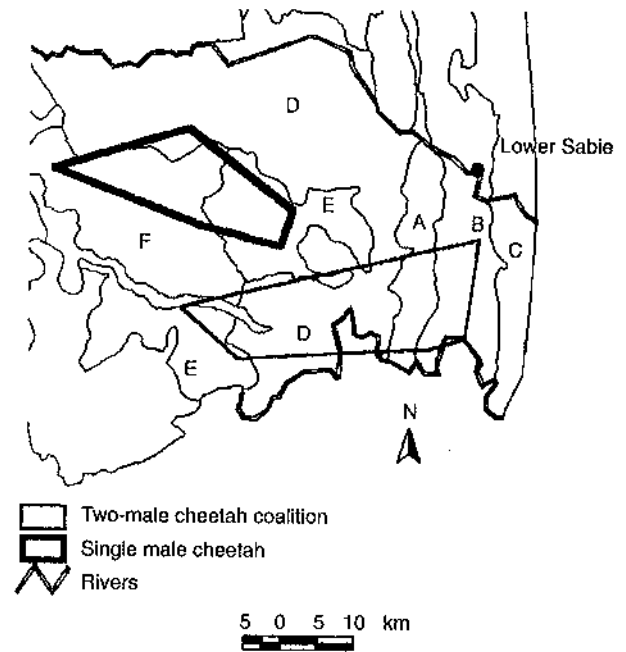 D
Lower Sabie
E
A
B
F
C
D
E
N
Two-male cheetah coalition
Single male cheetah
Rivers
5 0 5 10 km